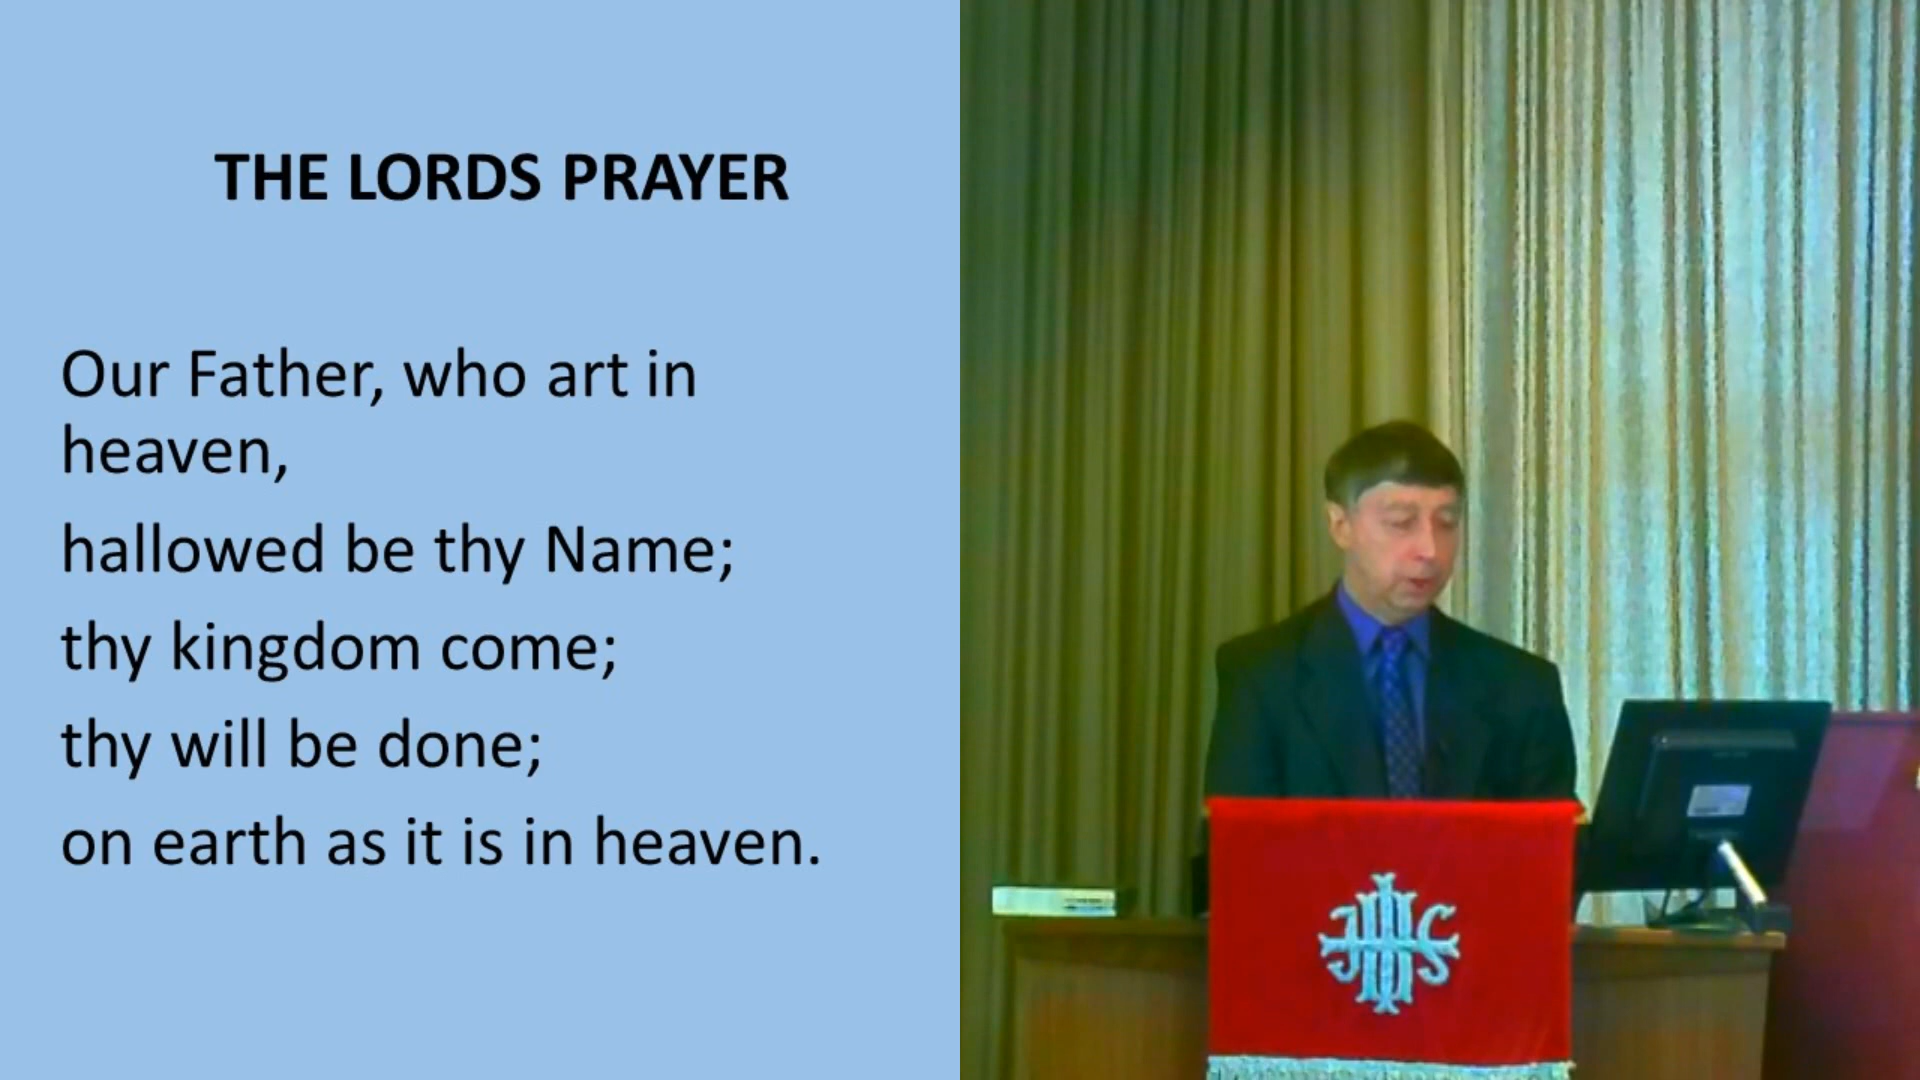 THE LORDS PRAYER
Our Father, who art in
heaven,
hallowed be thy Name;
thy kingdom come;
thy will be done;
on earth as it is in heaven.
IHS